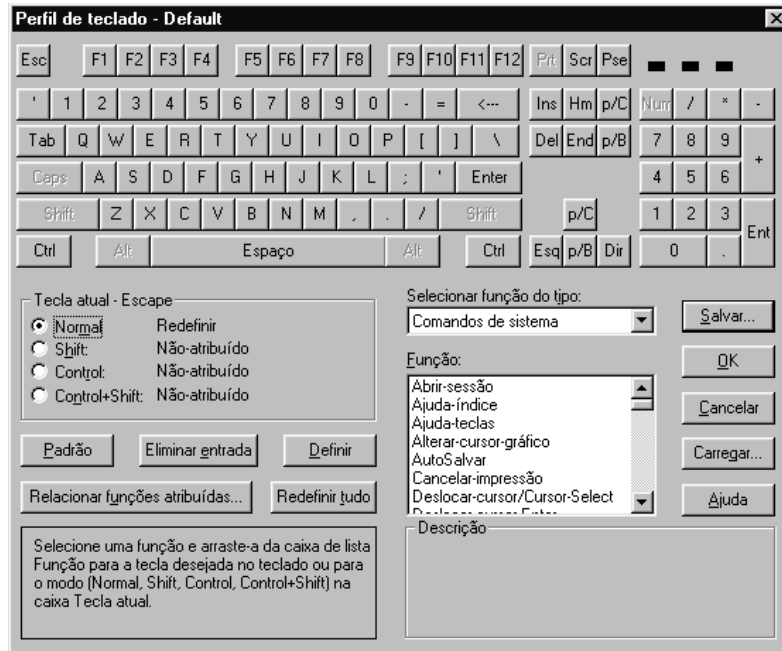 Perfil de teclado - Default
Esc F1 F2 F3 F4 F5 F6 F7 F8 F9 F10 F11 F12 Prt Scr Pse
' 1 2 3 4 5 6 7 8 9 0 - = <--- Ins Hm p/C Num / * -
Tab Q W E R T Y U I O P [ ] \ Del End p/B 7 8 9 +
Caps A S D F G H J K L ; ' Enter 4 5 6
Shift Z X C V B N M , . / Shift p/C 1 2 3 Ent
Ctrl Alt Espaço Alt Ctrl Esq p/B Dir 0 .
Tecla atual - Escape
Normal Redefinir
Shift: Não-atribuído
Control: Não-atribuído
Control+Shift: Não-atribuído
Padrão Eliminar entrada Definir
Relacionar funções atribuídas... Redefinir tudo
Selecione uma função e arraste-a da caixa de lista
Função para a tecla desejada no teclado ou para
o modo (Normal, Shift, Control, Control+Shift) na
caixa Tecla atual.
Selecionar função do tipo:
Comandos de sistema
Função:
Abrir-sessão
Ajuda-índice
Ajuda-teclas
Alterar-cursor-gráfico
AutoSalvar
Cancelar-impressão
Deslocar-cursor/Cursor-Select
Deslocar-cursor-Enter
Descrição
Salvar...
OK
Cancelar
Carregar...
Ajuda